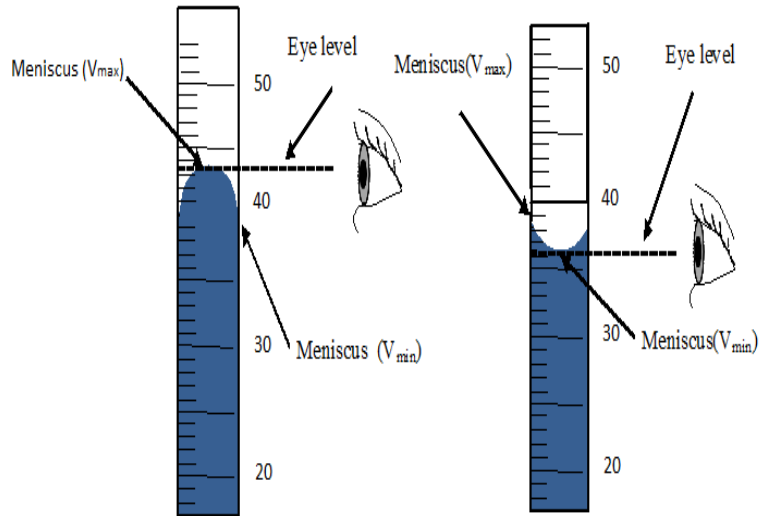 Meniscus (Vmax)
Eye level
50
40
30
20
Meniscus (Vmin)
Meniscus(Vmax)
Eye level
50
40
30
20
Meniscus(Vmin)